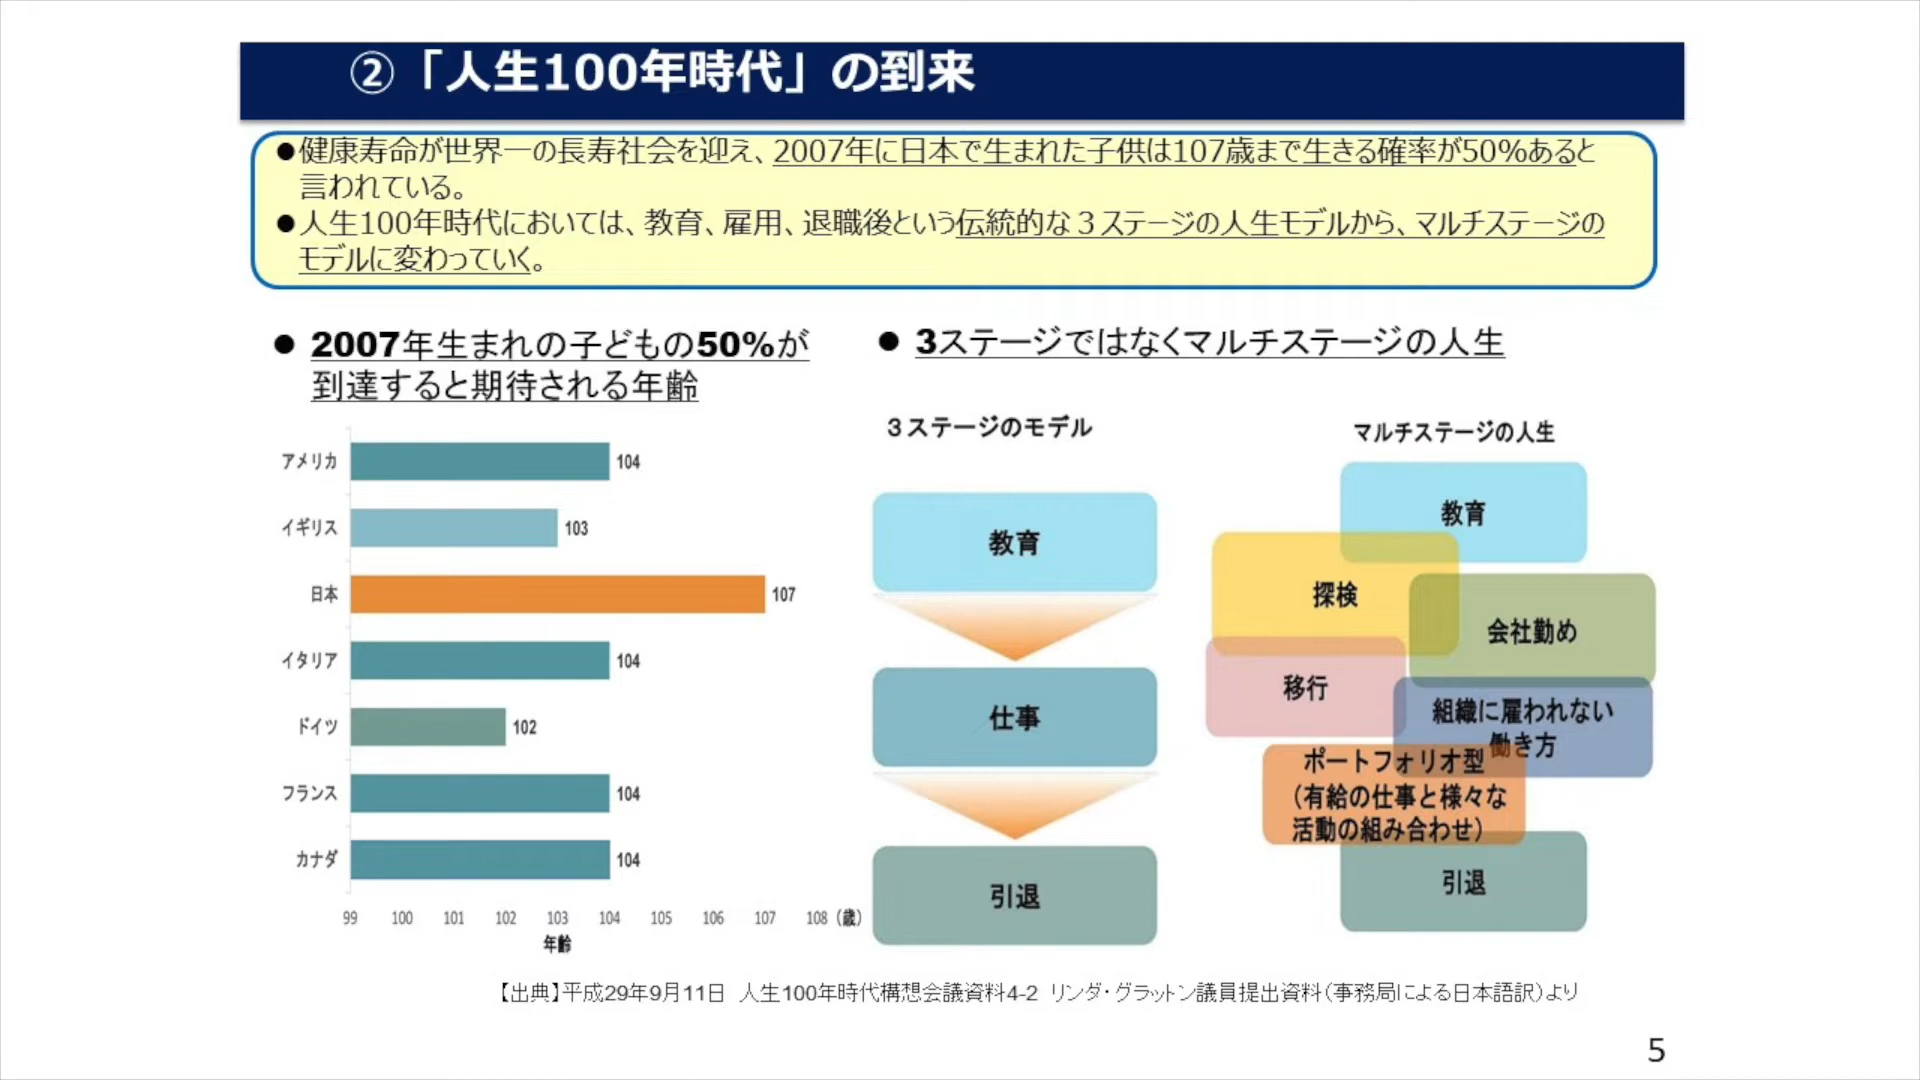 ②「人生100年時代」の到来
●健康寿命が世界一の長寿社会を迎え、2007年に日本で生まれた子供は107歳まで生きる確率が50%あると
言われている。
●人生100年時代においては、教育、雇用、退職後という伝統的な３ステージの人生モデルから、マルチステージの
モデルに変わっていく。
● 2007年生まれの子どもの50%が
到達すると期待される年齢
アメリカ 104
イギリス 103
日本 107
イタリア 104
ドイツ 102
フランス 104
カナダ 104
99 100 101 102 103 104 105 106 107 108（歳）
年齢
● 3ステージではなくマルチステージの人生
３ステージのモデル
教育
仕事
引退
マルチステージの人生
教育
探検
会社勤め
移行
組織に雇われない
働き方
ポートフォリオ型
（有給の仕事と様々な
活動の組み合わせ）
引退
【出典】平成29年9月11日 人生100年時代構想会議資料4-2 リンダ・グラットン議員提出資料（事務局による日本語訳）より
5